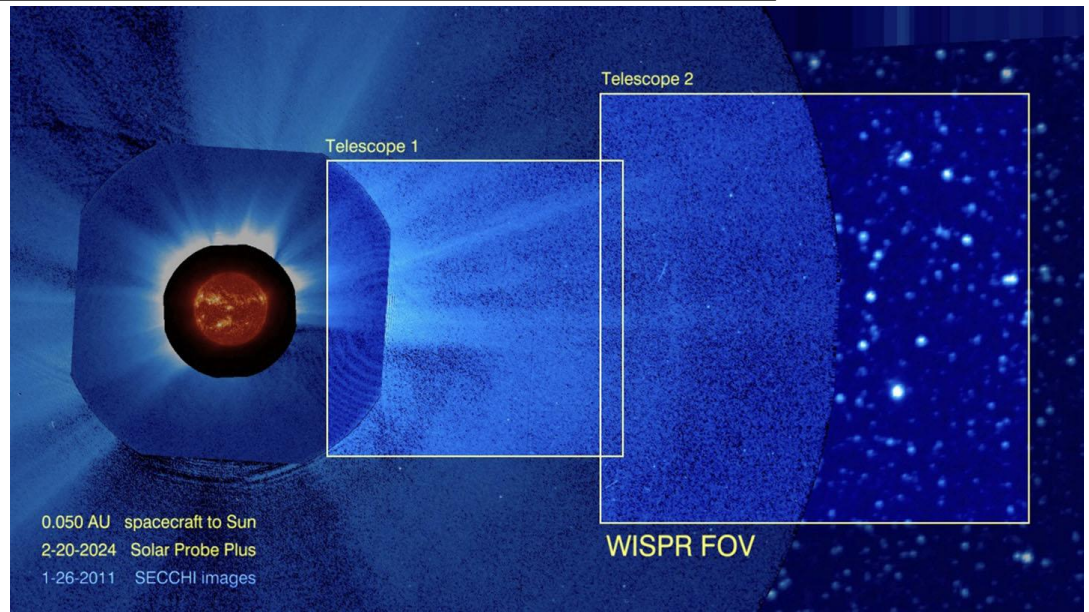 Telescope 2
Telescope 1
0.050 AU spacecraft to Sun
2-20-2024 Solar Probe Plus
1-26-2011 SECCHI images
WISPR FOV